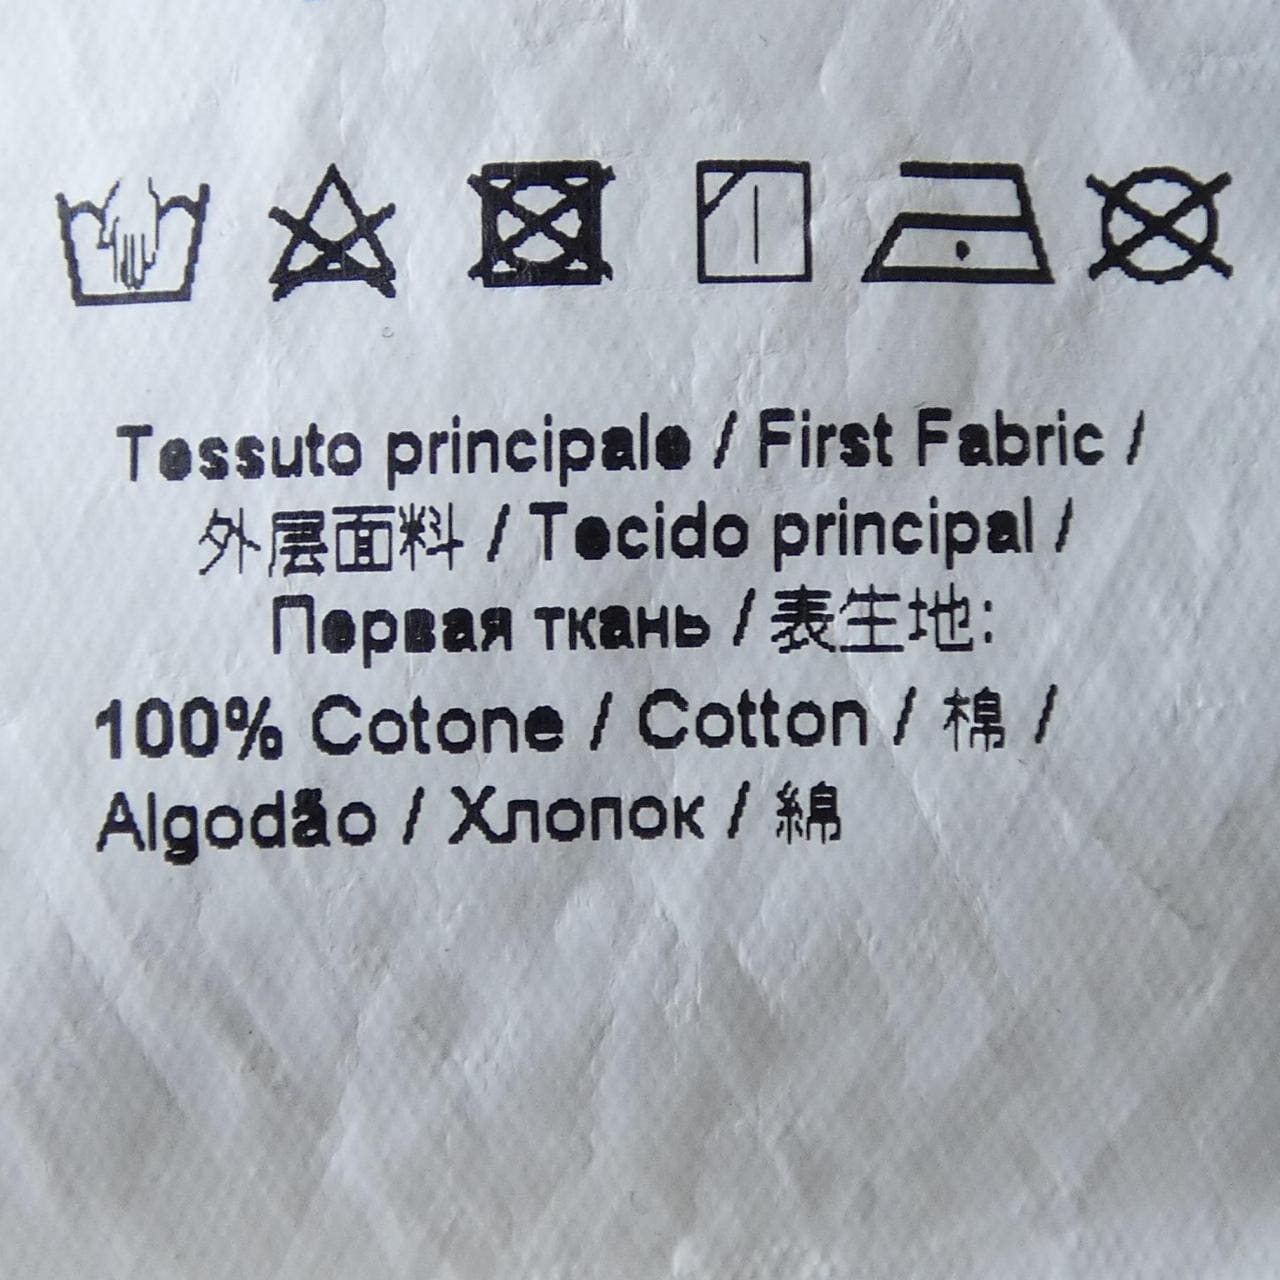 Tessuto principale / First Fabric /
外层面料 / Tecido principal /
Первая ткань / 表生地:
100% Cotone / Cotton / 棉 /
Algodão / Хлопок / 綿